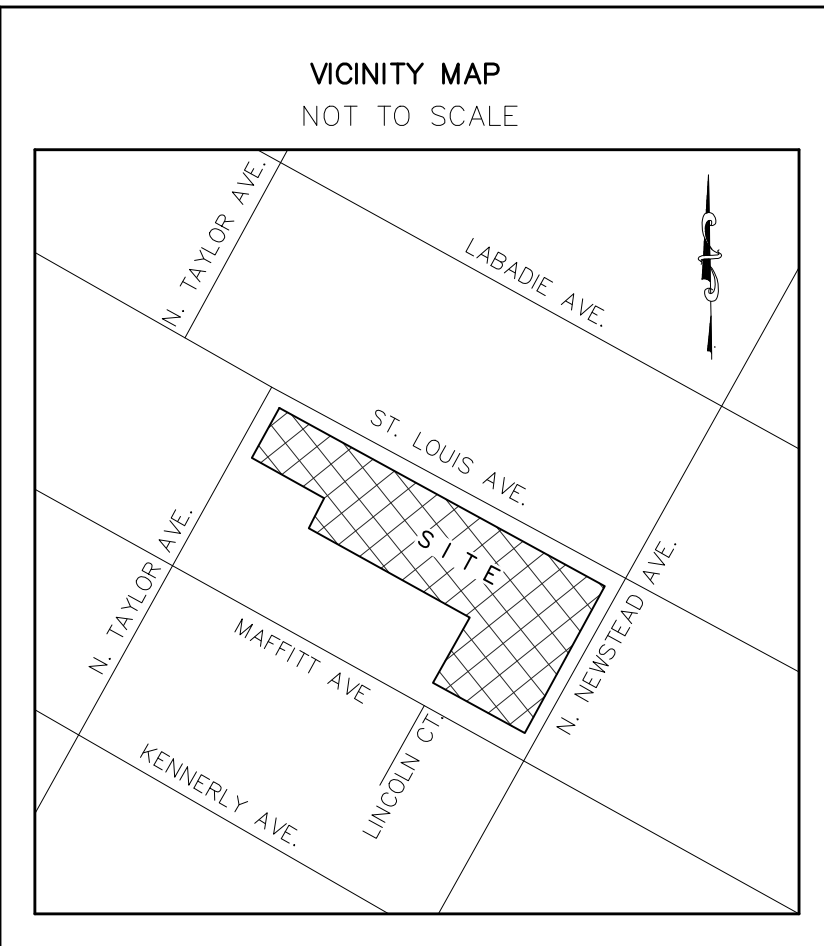 VICINITY MAP
NOT TO SCALE
N. TAYLOR AVE.
LABADIE AVE.
ST. LOUIS AVE.
SITE
N. TAYLOR AVE.
MAFFITT AVE
N. NEWSTEAD AVE.
LINCOLN CT.
KENNERLY AVE.